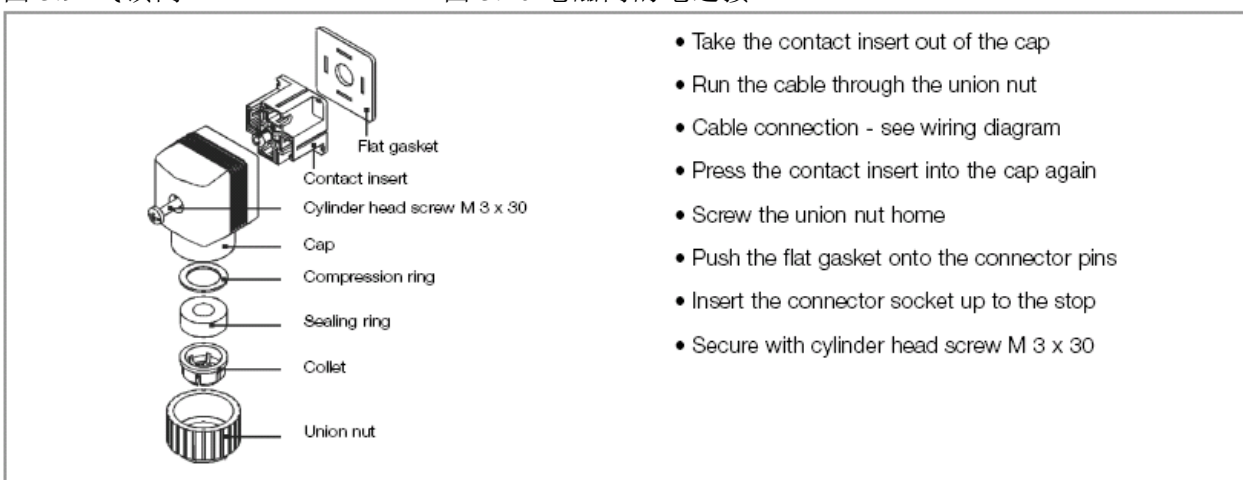 Flat gasket
Contact insert
Cylinder head screw M 3 x 30
Cap
Compression ring
Sealing ring
Collet
Union nut
• Take the contact insert out of the cap
• Run the cable through the union nut
• Cable connection - see wiring diagram
• Press the contact insert into the cap again
• Screw the union nut home
• Push the flat gasket onto the connector pins
• Insert the connector socket up to the stop
• Secure with cylinder head screw M 3 x 30